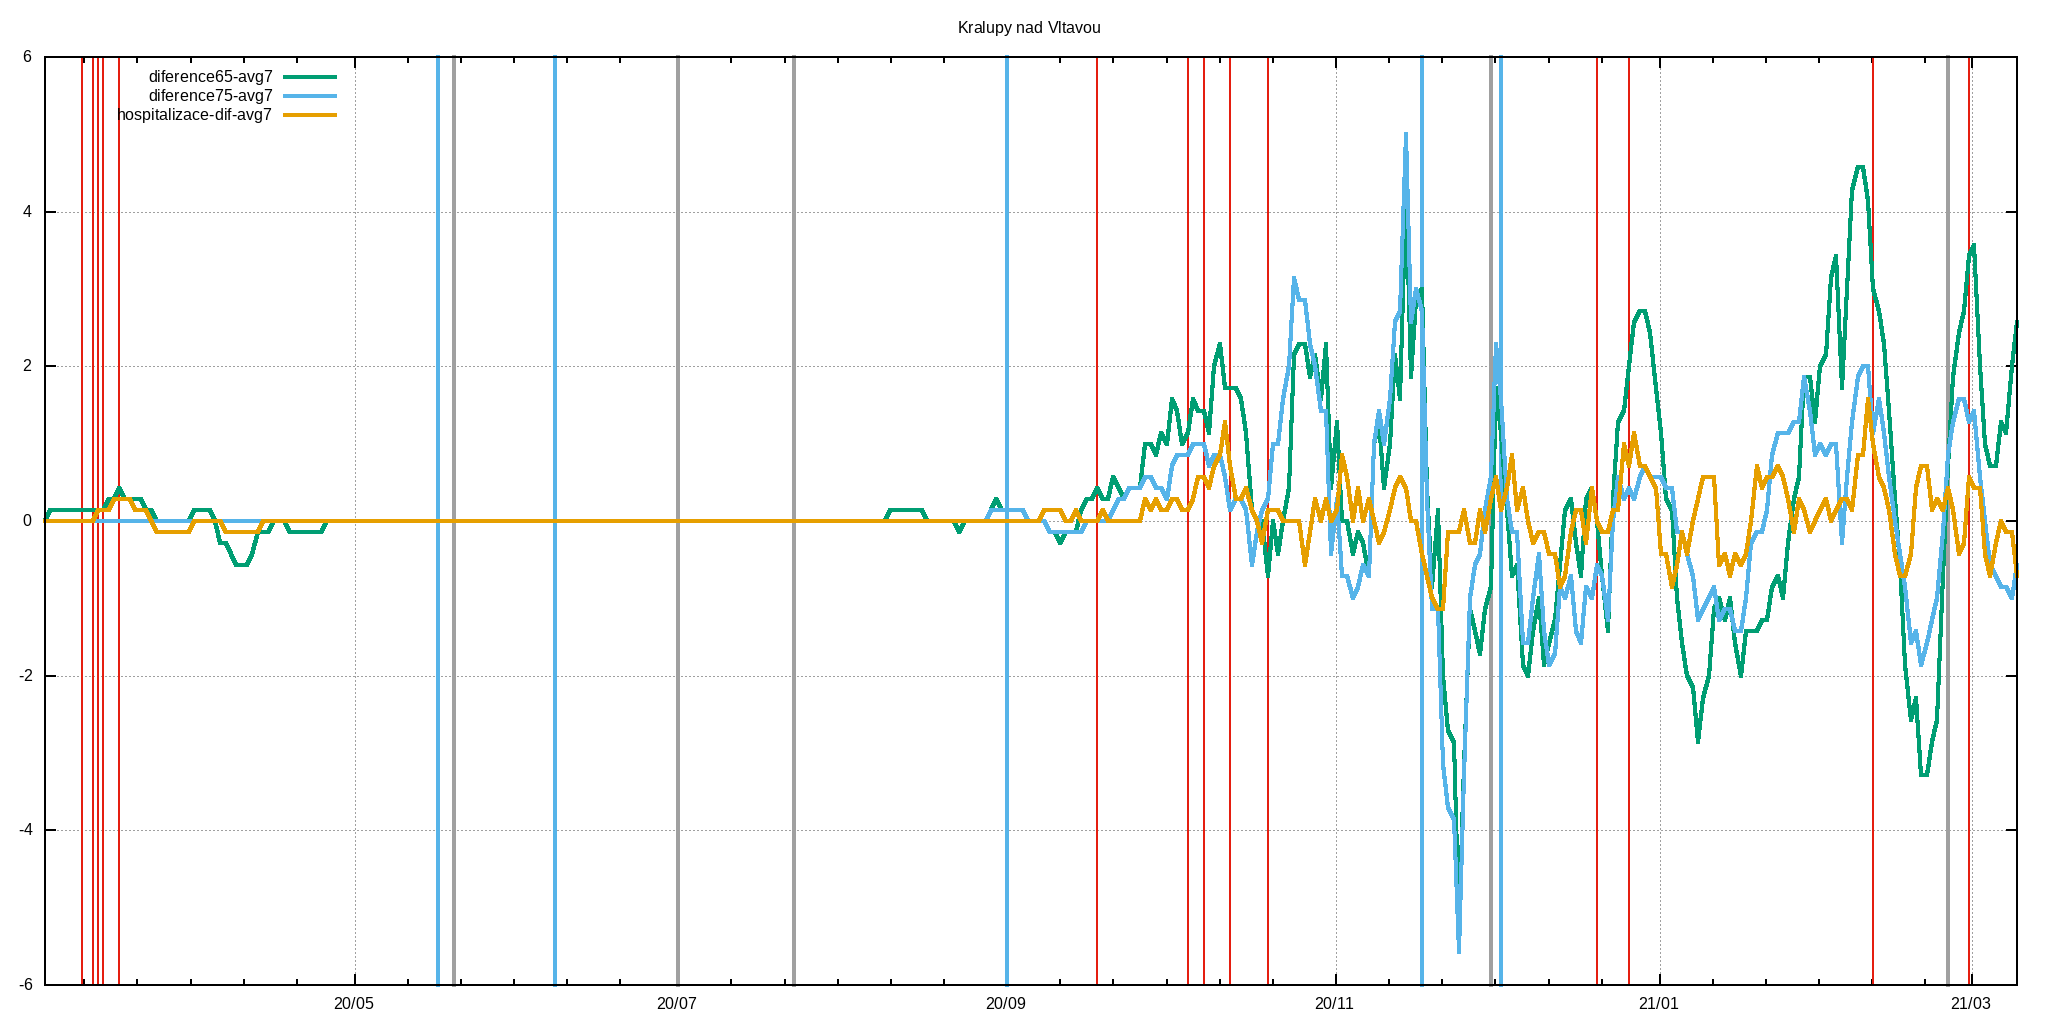 Kralupy nad Vltavou
diference65-avg7
diference75-avg7
hospitalizace-dif-avg7
6
4
2
0
-2
-4
-6
20/05 20/07 20/09 20/11 21/01 21/03